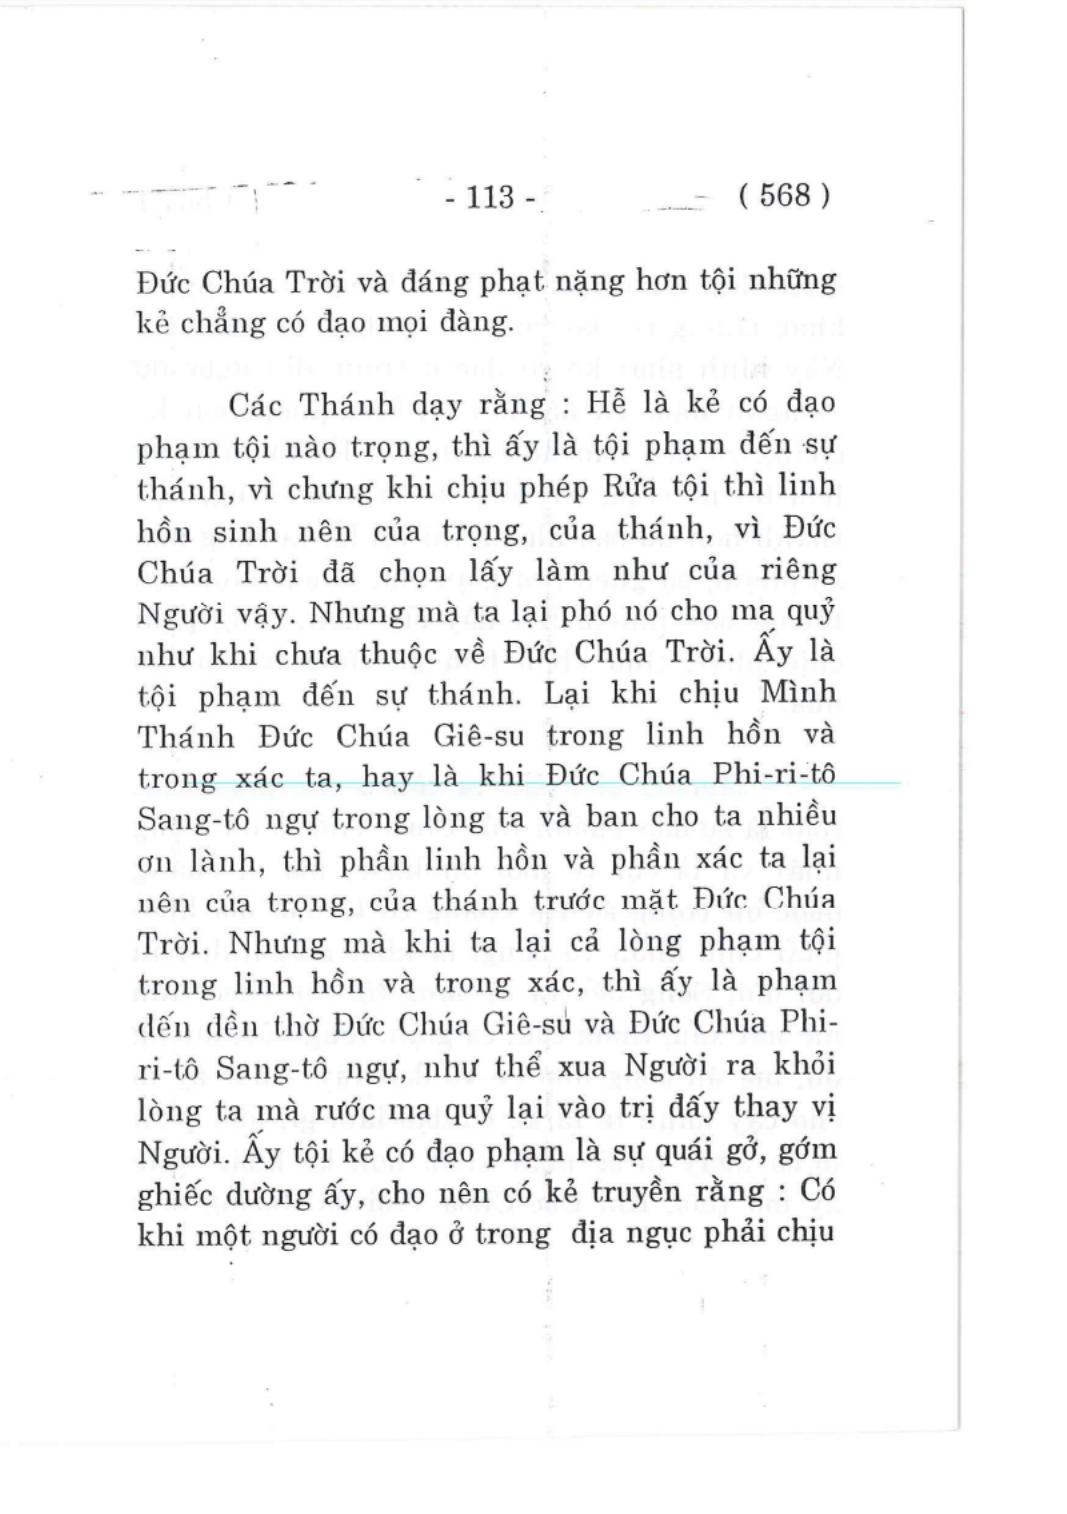 - 113 -
( 568 )
Đức Chúa Trời và đáng phạt nặng hơn tội những
kẻ chẳng có đạo mọi đàng.
Các Thánh dạy rằng : Hễ là kẻ có đạo
phạm tội nào trọng, thì ấy là tội phạm đến sự
thánh, vì chưng khi chịu phép Rửa tội thì linh
hồn sinh nên của trọng, của thánh, vì Đức
Chúa Trời đã chọn lấy làm như của riêng
Người vậy. Nhưng mà ta lại phó nó cho ma quỷ
như khi chưa thuộc về Đức Chúa Trời. Ấy là
tội phạm đến sự thánh. Lại khi chịu Mình
Thánh Đức Chúa Giê-su trong linh hồn và
trong xác ta, hay là khi Đức Chúa Phi-ri-tô
Sang-tô ngự trong lòng ta và ban cho ta nhiều
ơn lành, thì phần linh hồn và phần xác ta lại
nên của trọng, của thánh trước mặt Đức Chúa
Trời. Nhưng mà khi ta lại cả lòng phạm tội
trong linh hồn và trong xác, thì ấy là phạm
đến đền thờ Đức Chúa Giê-su và Đức Chúa Phi-
ri-tô Sang-tô ngự, như thể xua Người ra khỏi
lòng ta mà rước ma quỷ lại vào trị đấy thay vị
Người. Ấy tội kẻ có đạo phạm là sự quái gở, gớm
ghiếc dường ấy, cho nên có kẻ truyền rằng : Có
khi một người có đạo ở trong địa ngục phải chịu